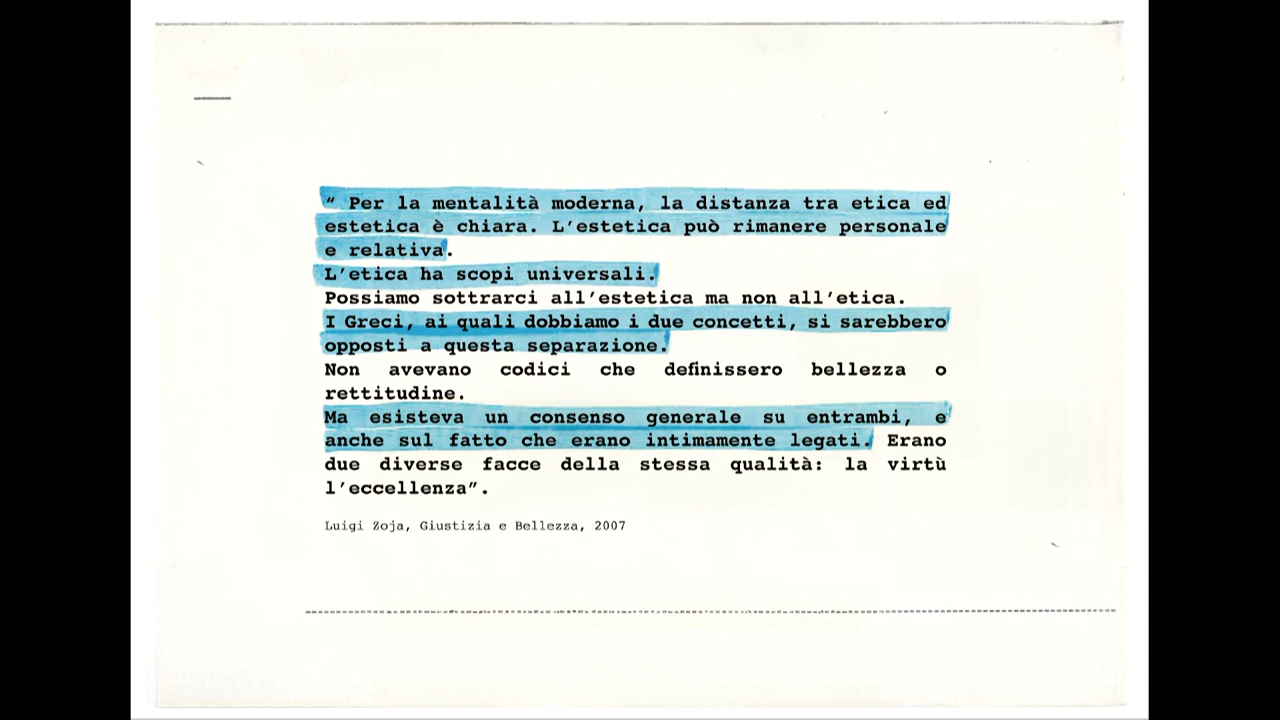 “ Per la mentalità moderna, la distanza tra etica ed
estetica è chiara. L’estetica può rimanere personale
e relativa.
L’etica ha scopi universali.
Possiamo sottrarci all’estetica ma non all’etica.
I Greci, ai quali dobbiamo i due concetti, si sarebbero
opposti a questa separazione.
Non avevano codici che definissero bellezza o
rettitudine.
Ma esisteva un consenso generale su entrambi, e
anche sul fatto che erano intimamente legati. Erano
due diverse facce della stessa qualità: la virtù
l’eccellenza”.
Luigi Zoja, Giustizia e Bellezza, 2007